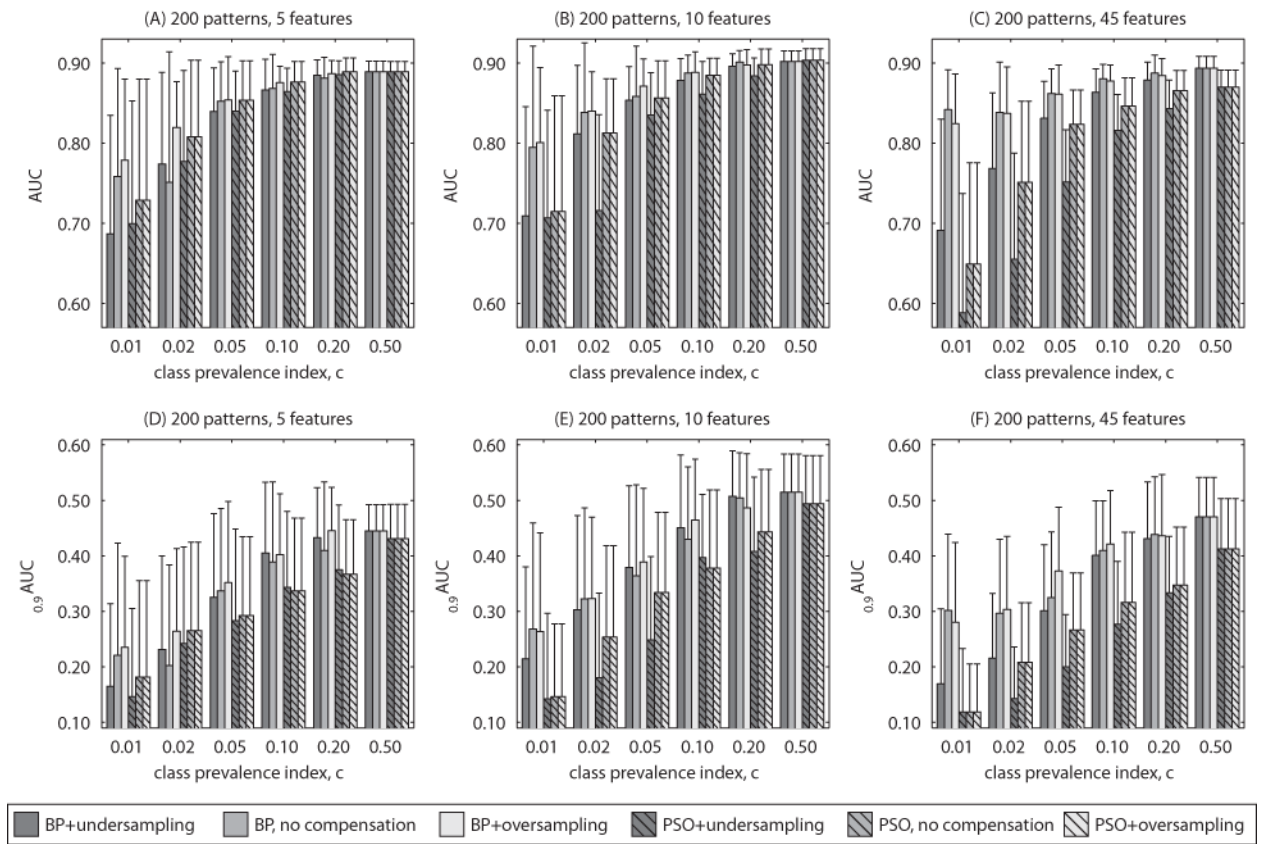 (A) 200 patterns, 5 features
(B) 200 patterns, 10 features
(C) 200 patterns, 45 features
AUC
0.90
0.80
0.70
0.60
0.01 0.02 0.05 0.10 0.20 0.50
class prevalence index, c
AUC
0.90
0.80
0.70
0.60
0.01 0.02 0.05 0.10 0.20 0.50
class prevalence index, c
AUC
0.90
0.80
0.70
0.60
0.01 0.02 0.05 0.10 0.20 0.50
class prevalence index, c
(D) 200 patterns, 5 features
(E) 200 patterns, 10 features
(F) 200 patterns, 45 features
0.9AUC
0.60
0.50
0.40
0.30
0.20
0.10
0.01 0.02 0.05 0.10 0.20 0.50
class prevalence index, c
0.9AUC
0.60
0.50
0.40
0.30
0.20
0.10
0.01 0.02 0.05 0.10 0.20 0.50
class prevalence index, c
0.9AUC
0.60
0.50
0.40
0.30
0.20
0.10
0.01 0.02 0.05 0.10 0.20 0.50
class prevalence index, c
BP+undersampling BP, no compensation BP+oversampling PSO+undersampling PSO, no compensation PSO+oversampling